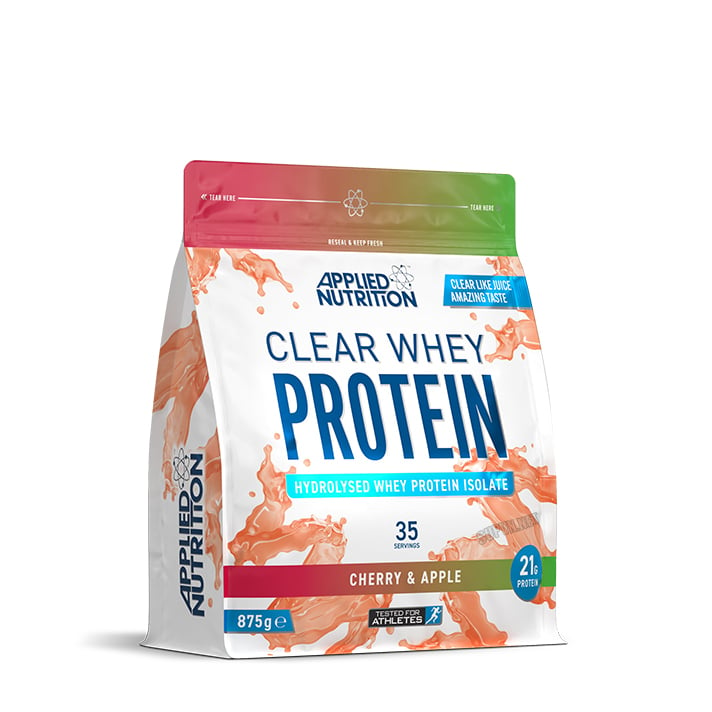 « TEAR HERE
TEAR HERE
RESEAL & KEEP FRESH
APPLIED
NUTRITION
CLEAR LIKE JUICE
AMAZING TASTE
CLEAR WHEY
PROTEIN
HYDROLYSED WHEY PROTEIN ISOLATE
35
SERVINGS
21g
PROTEIN
CHERRY & APPLE
875g℮
TESTED FOR
ATHLETES
APPLIED
NUTRITION